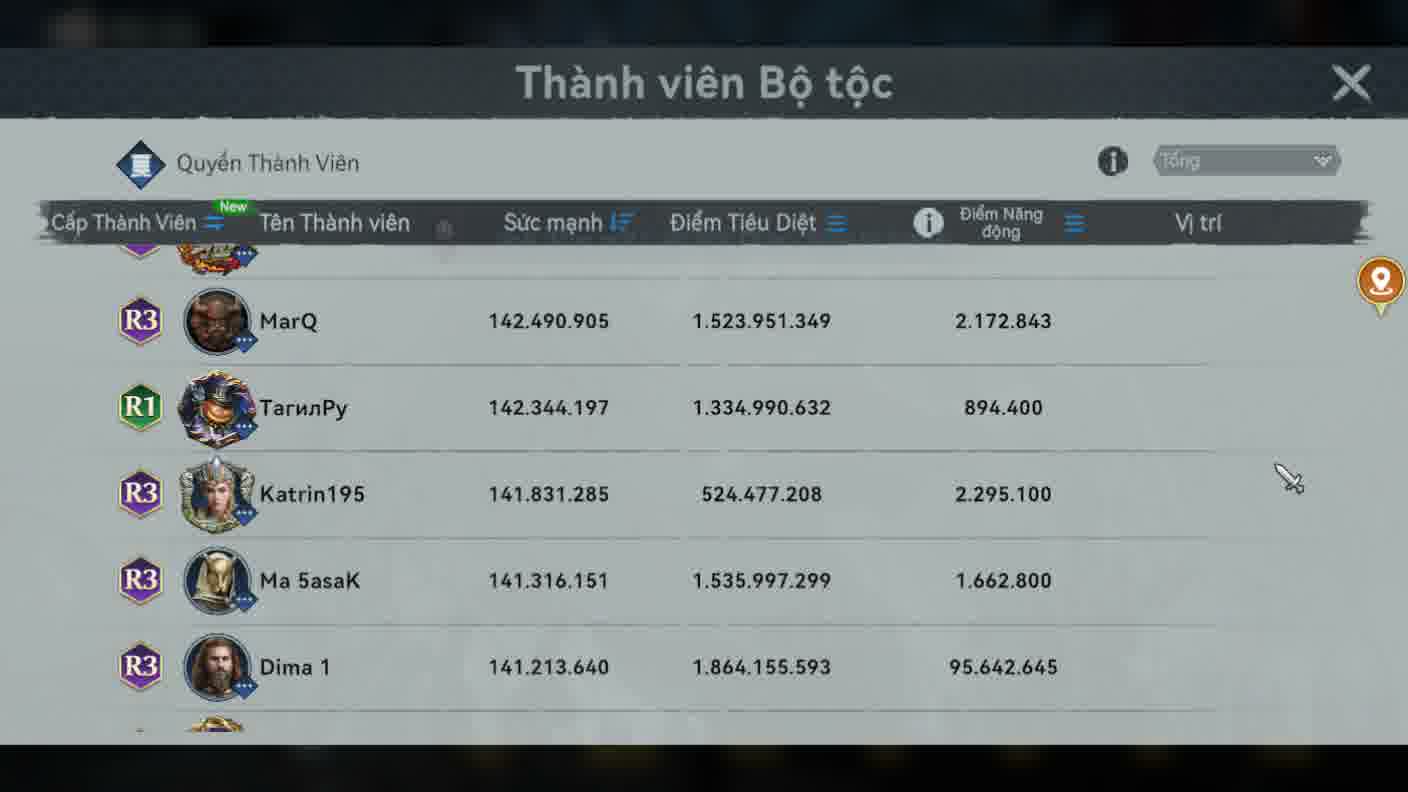 Thành viên Bộ tộc
Quyển Thành Viên
Tổng
Cấp Thành Viên New Tên Thành viên Sức mạnh Điểm Tiêu Diệt Điểm Năng động Vị trí
R3 MarQ 142.490.905 1.523.951.349 2.172.843
R1 ТагилРу 142.344.197 1.334.990.632 894.400
R3 Katrin195 141.831.285 524.477.208 2.295.100
R3 Ma 5asaK 141.316.151 1.535.997.299 1.662.800
R3 Dima 1 141.213.640 1.864.155.593 95.642.645